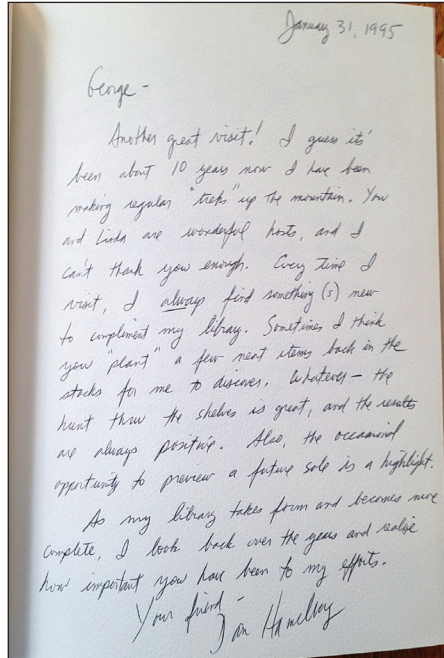 January 31, 1995
George -
Another great visit! I guess it's
been about 10 years now I have been
making regular "treks" up the mountain. You
and Linda are wonderful hosts, and I
can't thank you enough. Every time I
visit, I always find something(s) new
to compliment my library. Sometimes I think
you "plant" a few neat items back in the
stacks for me to discover. Whatever - the
hunt thru the shelves is great, and the results
are always positive. Also, the occasional
opportunity to preview a future sale is a highlight.
As my library takes form and becomes more
complete, I look back over the years and realize
how important you have been to my efforts.
Your friend -